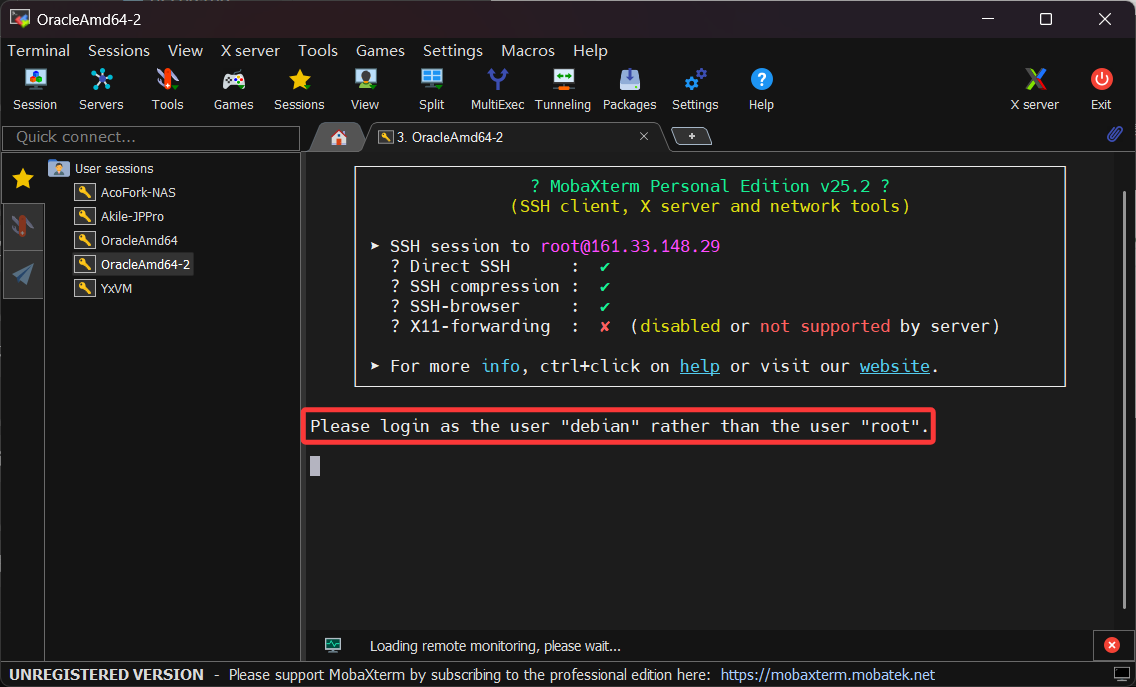 OracleAmd64-2
Terminal Sessions View X server Tools Games Settings Macros Help
Session Servers Tools Games Sessions View Split MultiExec Tunneling Packages Settings Help X server Exit
Quick connect...
3. OracleAmd64-2
User sessions
AcoFork-NAS
Akile-JPPro
OracleAmd64
OracleAmd64-2
YxVM
? MobaXterm Personal Edition v25.2 ?
(SSH client, X server and network tools)
➤ SSH session to root@161.33.148.29
? Direct SSH : ✔
? SSH compression : ✔
? SSH-browser : ✔
? X11-forwarding : ✘ (disabled or not supported by server)
➤ For more info, ctrl+click on help or visit our website.
Please login as the user "debian" rather than the user "root".
Loading remote monitoring, please wait...
UNREGISTERED VERSION - Please support MobaXterm by subscribing to the professional edition here: https://mobaxterm.mobatek.net